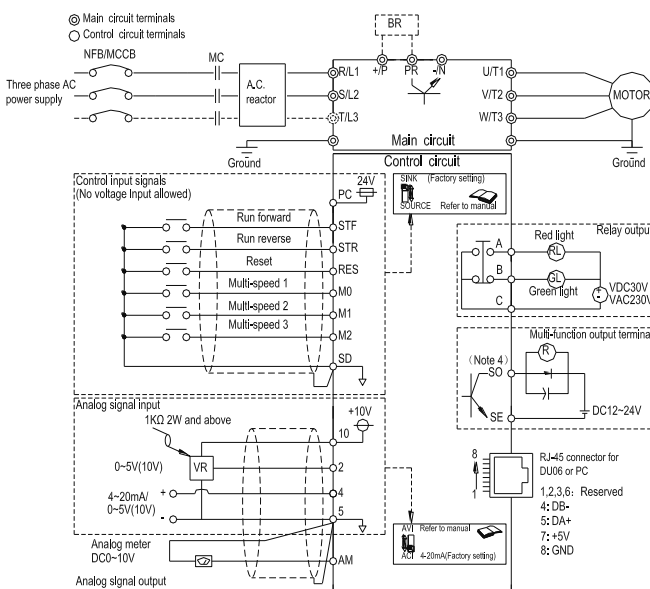 Main circuit terminals
Control circuit terminals
BR
NFB/MCCB
MC
Three phase AC
power supply
A.C.
reactor
R/L1
S/L2
T/L3
+/P
PR
-/N
U/T1
V/T2
W/T3
MOTOR
Main circuit
Ground
Ground
Control circuit
Control input signals
(No voltage Input allowed)
24V
PC
SINK (Factory setting)
SOURCE Refer to manual
Run forward
STF
Run reverse
STR
Reset
RES
Multi-speed 1
M0
Multi-speed 2
M1
Multi-speed 3
M2
SD
Relay output
Red light
A
RL
B
GL
Green light
C
VDC30V
VAC230V
Multi-function output termina
(Note 4)
R
SO
SE
DC12~24V
Analog signal input
1KΩ 2W and above
+10V
10
VR
0~5V(10V)
2
4~20mA/
0~5V(10V)
+
-
4
5
Analog meter
DC0~10V
AM
Analog signal output
AVI Refer to manual
ACI 4-20mA(Factory setting)
8
1
RJ-45 connector for
DU06 or PC
1,2,3,6: Reserved
4: DB-
5: DA+
7: +5V
8: GND